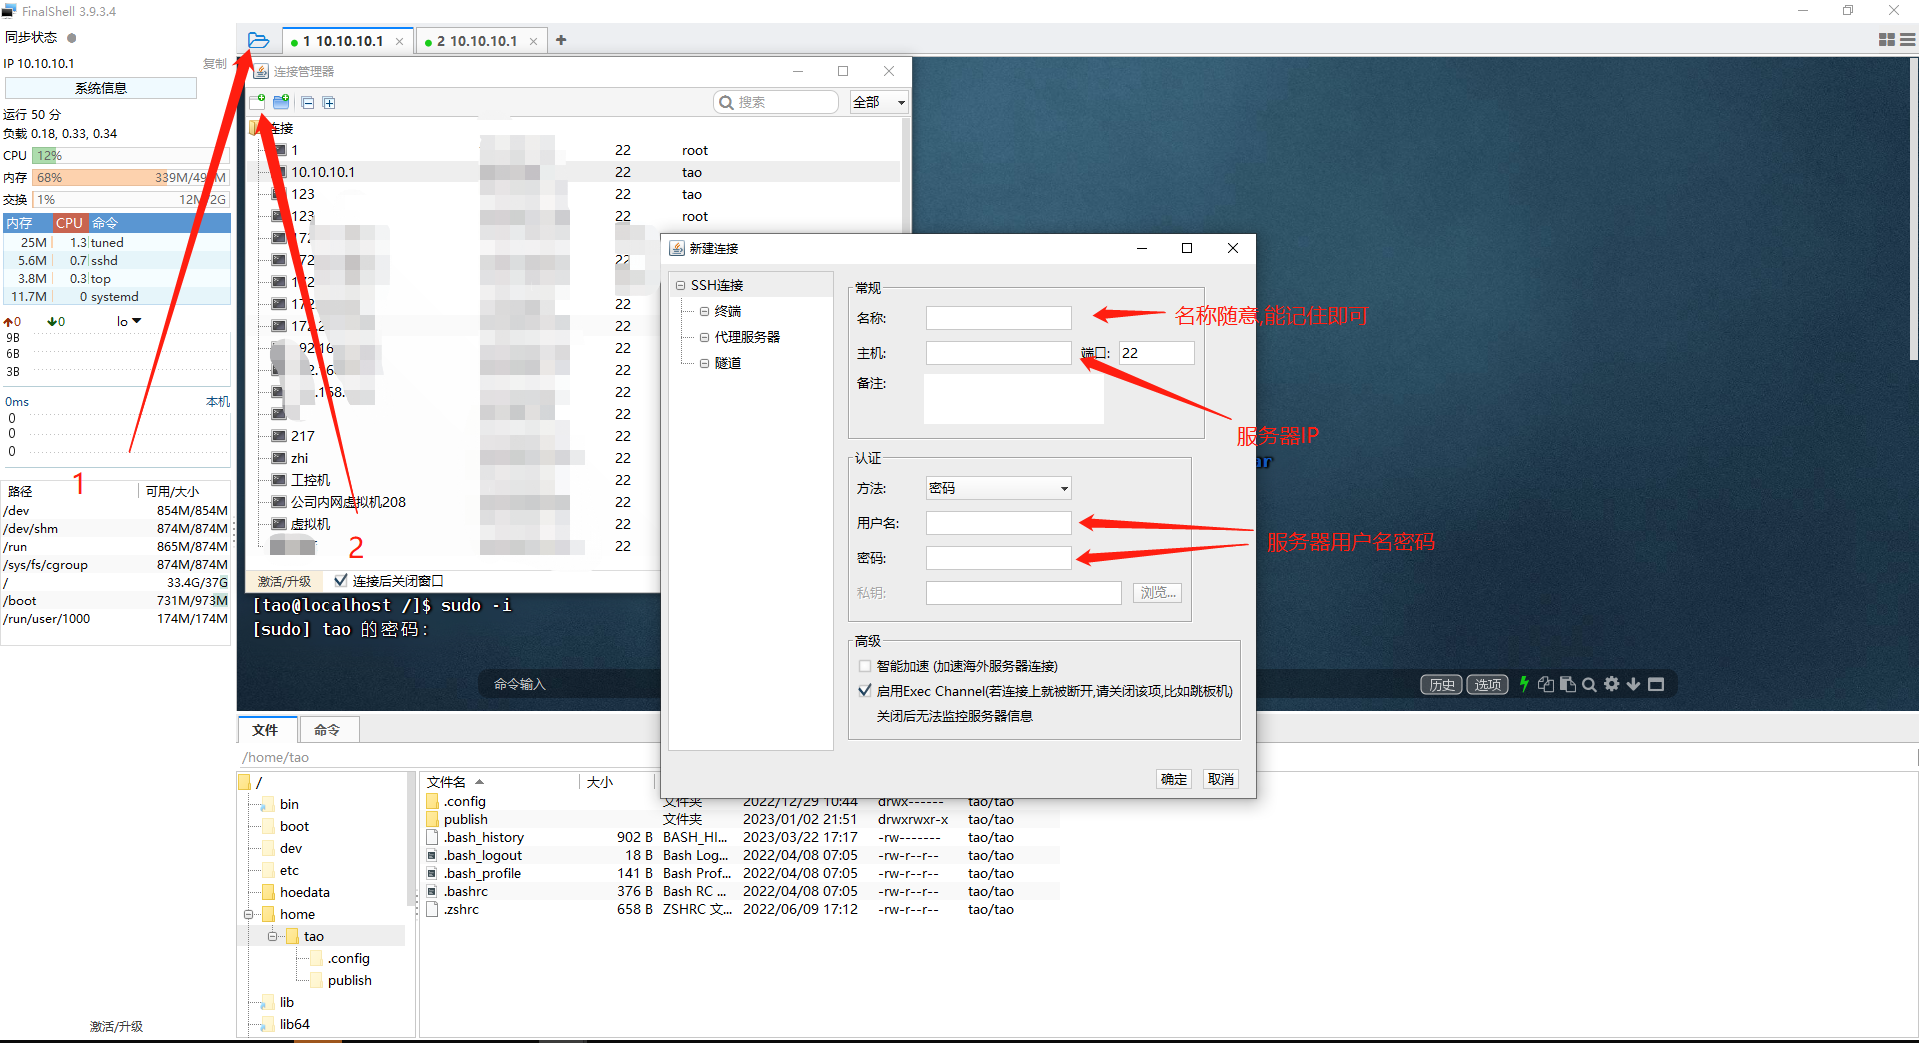 FinalShell 3.9.3.4
同步状态
IP 10.10.10.1
复制
系统信息
运行 50 分
负载 0.18, 0.33, 0.34
CPU 12%
内存 68% 339M/49 M
交换 1% 12M/2G
内存 CPU 命令
25M 1.3 tuned
5.6M 0.7 sshd
3.8M 0.3 top
11.7M 0 systemd
0 0 lo
9B
6B
3B
0ms 本机
0
0
0
1
路径 可用/大小
/dev 854M/854M
/dev/shm 874M/874M
/run 865M/874M
/sys/fs/cgroup 874M/874M
/ 33.4G/37G
/boot 731M/973M
/run/user/1000 174M/174M
激活/升级
1 10.10.10.1
2 10.10.10.1
连接管理器
搜索
全部
连接
1 22 root
10.10.10.1 22 tao
123 22 tao
123 22 root
172
172 22
172
172. 22
172.2 22
92.16 22
2.16 22
.158. 22
22
217 22
zhi 22
工控机 22
公司内网虚拟机208 22
虚拟机 22
22
2
激活/升级
连接后关闭窗口
[tao@localhost /]$ sudo -i
[sudo] tao 的密码:
命令输入
历史
选项
ar
新建连接
SSH连接
终端
代理服务器
隧道
常规
名称:
名称随意,能记住即可
主机:
端口: 22
备注:
服务器IP
认证
方法: 密码
用户名:
密码:
服务器用户名密码
私钥:
浏览...
高级
智能加速 (加速海外服务器连接)
启用Exec Channel(若连接上就被断开,请关闭该项,比如跳板机)
关闭后无法监控服务器信息
确定
取消
文件
命令
/home/tao
/
bin
boot
dev
etc
hoedata
home
tao
.config
publish
lib
lib64
文件名 大小
.config 文件夹 2022/12/29 10:44 drwx------ tao/tao
publish 文件夹 2023/01/02 21:51 drwxrwxr-x tao/tao
.bash_history 902 B BASH_HI... 2023/03/22 17:17 -rw------- tao/tao
.bash_logout 18 B Bash Log... 2022/04/08 07:05 -rw-r--r-- tao/tao
.bash_profile 141 B Bash Prof... 2022/04/08 07:05 -rw-r--r-- tao/tao
.bashrc 376 B Bash RC ... 2022/04/08 07:05 -rw-r--r-- tao/tao
.zshrc 658 B ZSHRC 文... 2022/06/09 17:12 -rw-r--r-- tao/tao